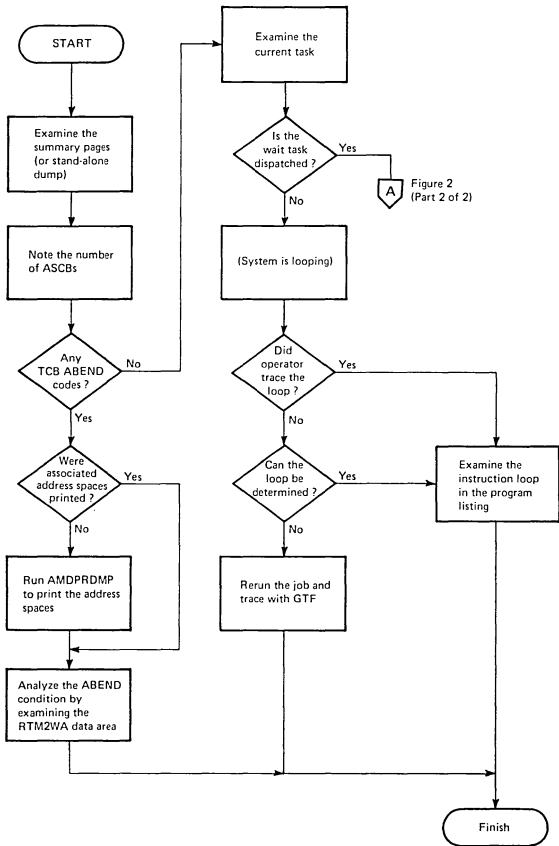 START
Examine the
summary pages
(or stand-alone
dump)
Note the number
of ASCBs
Any
TCB ABEND
codes ?
No
Yes
Were
associated
address spaces
printed ?
Yes
No
Run AMDPRDMP
to print the address
spaces
Analyze the ABEND
condition by
examining the
RTM2WA data area
Examine the
current task
Is the
wait task
dispatched ?
Yes
A
Figure 2
(Part 2 of 2)
No
(System is looping)
Did
operator
trace the
loop ?
Yes
No
Can the
loop be
determined ?
Yes
No
Examine the
instruction loop
in the program
listing
Rerun the job and
trace with GTF
Finish